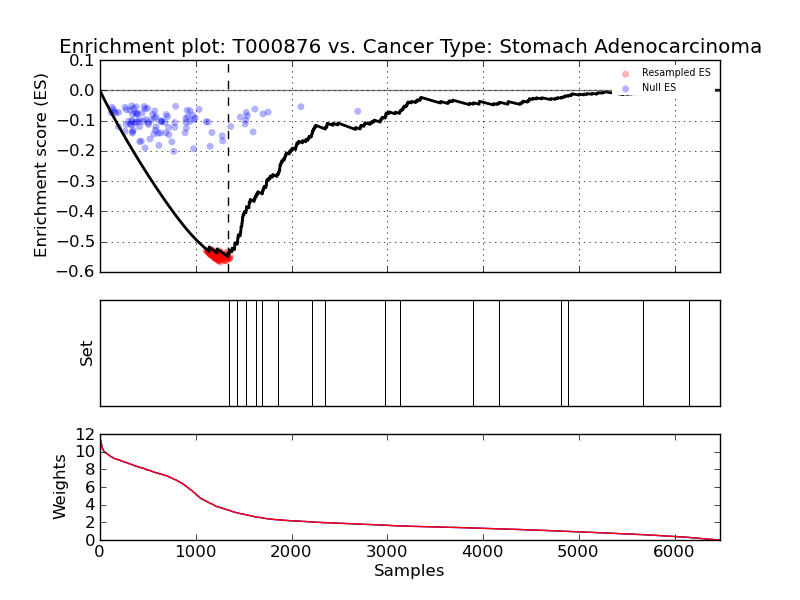 Enrichment plot: T000876 vs. Cancer Type: Stomach Adenocarcinoma
Enrichment score (ES)
0.1
0.0
−0.1
−0.2
−0.3
−0.4
−0.5
−0.6
Resampled ES
Null ES
Set
Weights
12
10
8
6
4
2
0
0 1000 2000 3000 4000 5000 6000
Samples